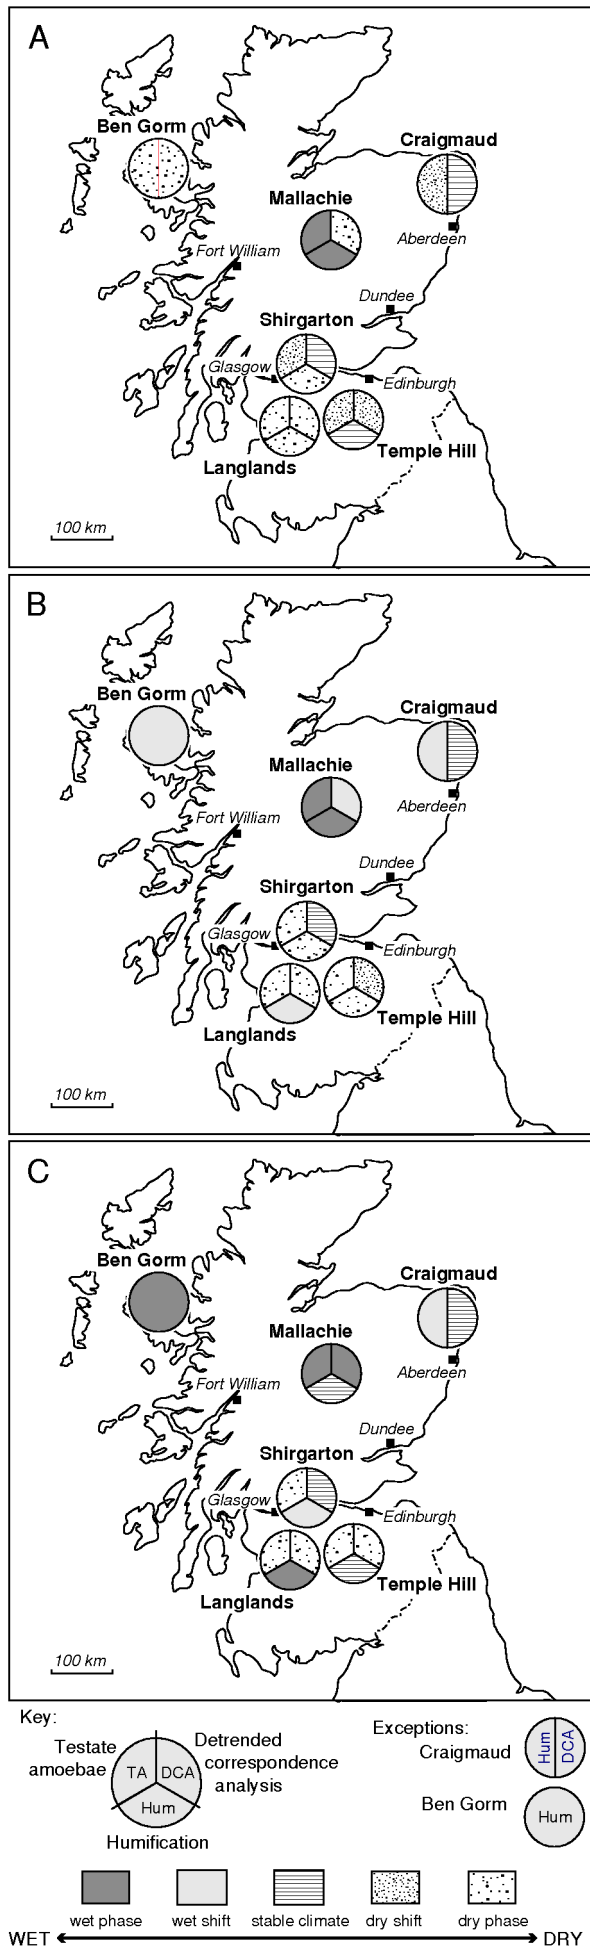 A
Ben Gorm
Craigmaud
Mallachie
Aberdeen
Fort William
Dundee
Shirgarton
Glasgow
Edinburgh
Temple Hill
Langlands
100 km
B
Ben Gorm
Craigmaud
Mallachie
Aberdeen
Fort William
Dundee
Shirgarton
Glasgow
Edinburgh
Temple Hill
Langlands
100 km
C
Ben Gorm
Craigmaud
Mallachie
Aberdeen
Fort William
Dundee
Shirgarton
Glasgow
Edinburgh
Temple Hill
Langlands
100 km
Key:
Testate
amoebae
TA
DCA
Hum
Detrended
correspondence
analysis
Humification
Exceptions:
Craigmaud
Hum
DCA
Ben Gorm
Hum
wet phase
wet shift
stable climate
dry shift
dry phase
WET
DRY